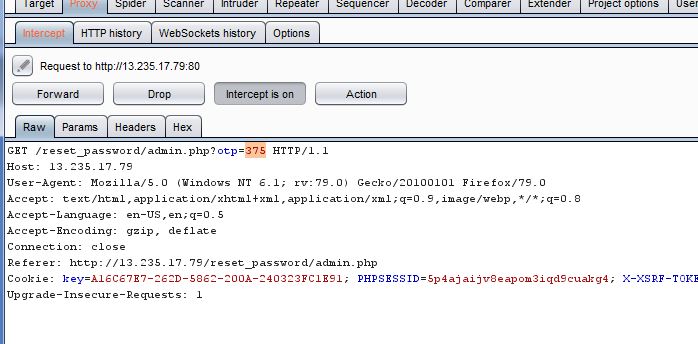 Target Proxy Spider Scanner Intruder Repeater Sequencer Decoder Comparer Extender Project options
Intercept HTTP history WebSockets history Options
Request to http://13.235.17.79:80
Forward Drop Intercept is on Action
Raw Params Headers Hex
GET /reset_password/admin.php?otp=375 HTTP/1.1
Host: 13.235.17.79
User-Agent: Mozilla/5.0 (Windows NT 6.1; rv:79.0) Gecko/20100101 Firefox/79.0
Accept: text/html,application/xhtml+xml,application/xml;q=0.9,image/webp,*/*;q=0.8
Accept-Language: en-US,en;q=0.5
Accept-Encoding: gzip, deflate
Connection: close
Referer: http://13.235.17.79/reset_password/admin.php
Cookie: key=A16C67E7-262D-5862-200A-240323FC1E91; PHPSESSID=5p4ajaijv8eapom3iqd9cuakg4; X-XSRF-TOKE
Upgrade-Insecure-Requests: 1